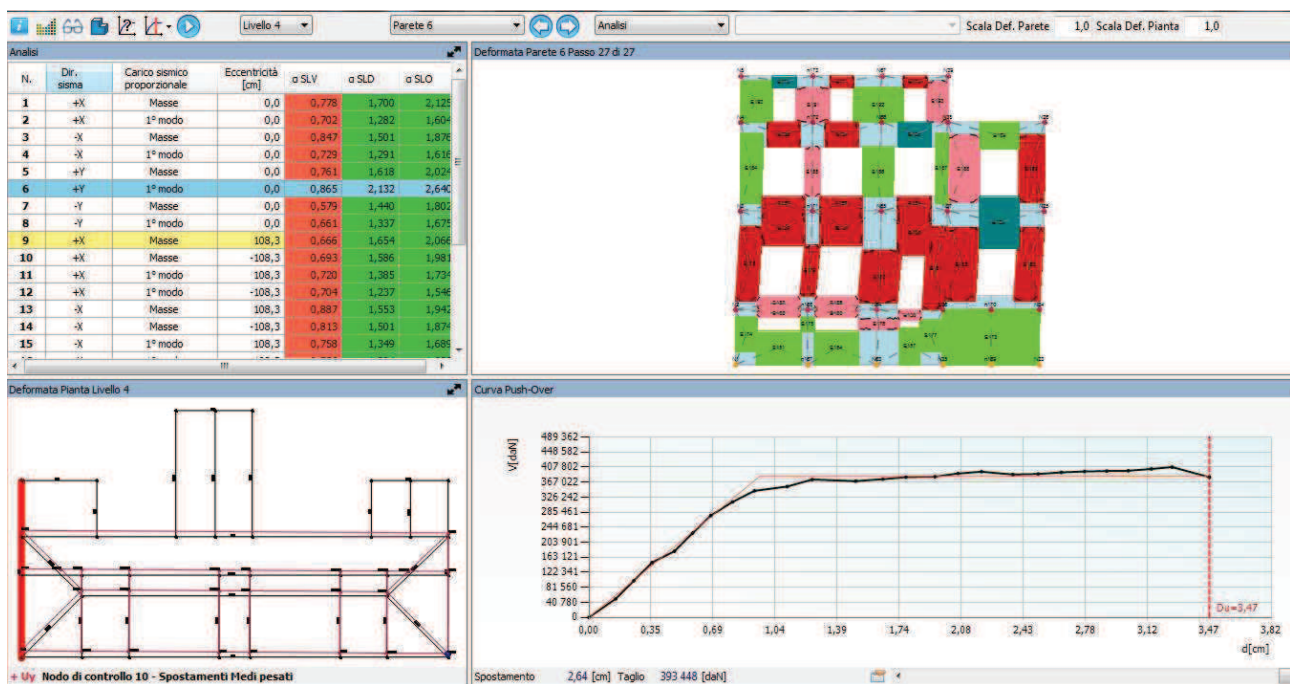 Livello 4
Parete 6
Analisi
Scala Def. Parete 1,0 Scala Def. Pianta 1,0
Analisi
N. Dir. sisma Carico sismico proporzionale Eccentricità [cm] α SLV α SLD α SLO
1 +X Masse 0,0 0,778 1,700 2,125
2 +X 1° modo 0,0 0,702 1,282 1,604
3 -X Masse 0,0 0,847 1,501 1,876
4 -X 1° modo 0,0 0,729 1,291 1,616
5 +Y Masse 0,0 0,761 1,618 2,024
6 +Y 1° modo 0,0 0,865 2,132 2,640
7 -Y Masse 0,0 0,579 1,440 1,802
8 -Y 1° modo 0,0 0,661 1,337 1,675
9 +X Masse 108,3 0,666 1,654 2,066
10 +X Masse -108,3 0,693 1,586 1,981
11 +X 1° modo 108,3 0,720 1,385 1,734
12 +X 1° modo -108,3 0,704 1,237 1,546
13 -X Masse 108,3 0,887 1,553 1,942
14 -X Masse -108,3 0,813 1,501 1,874
15 -X 1° modo 108,3 0,758 1,349 1,689
Deformata Parete 6 Passo 27 di 27
Deformata Pianta Livello 4
+ Uy Nodo di controllo 10 - Spostamenti Medi pesati
Curva Push-Over
V[daN]
489 362
448 582
407 802
367 022
326 242
285 461
244 681
203 901
163 121
122 341
81 560
40 780
0
Du=3,47
0,00 0,35 0,69 1,04 1,39 1,74 2,08 2,43 2,78 3,12 3,47 3,82
d[cm]
Spostamento 2,64 [cm] Taglio 393 448 [daN]